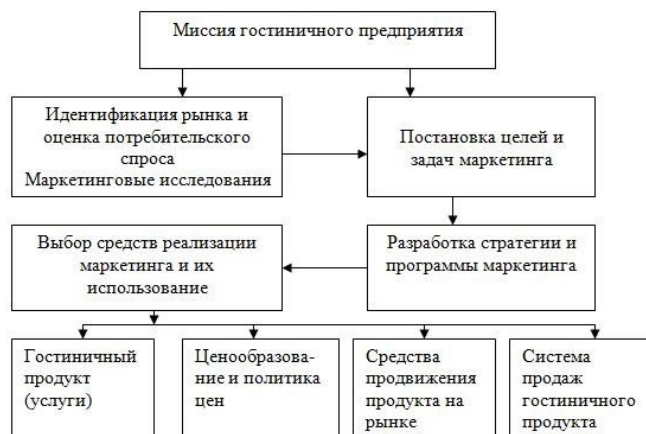 Миссия гостиничного предприятия
Идентификация рынка и
оценка потребительского
спроса
Маркетинговые исследования
Постановка целей и
задач маркетинга
Выбор средств реализации
маркетинга и их
использование
Разработка стратегии и
программы маркетинга
Гостиничный
продукт
(услуги)
Ценообразова-
ние и политика
цен
Средства
продвижения
продукта на
рынке
Система
продаж
гостиничного
продукта